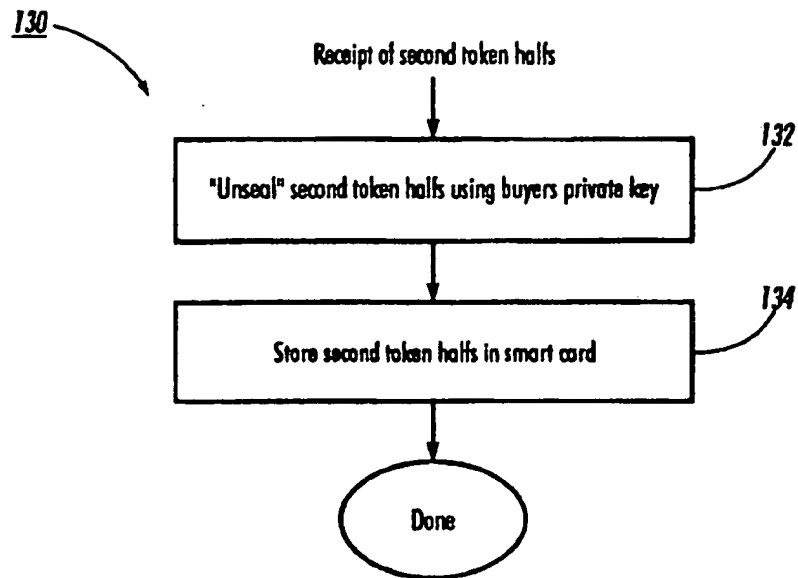 130
Receipt of second token halfs
132
"Unseal" second token halfs using buyers private key
134
Store second token halfs in smart card
Done